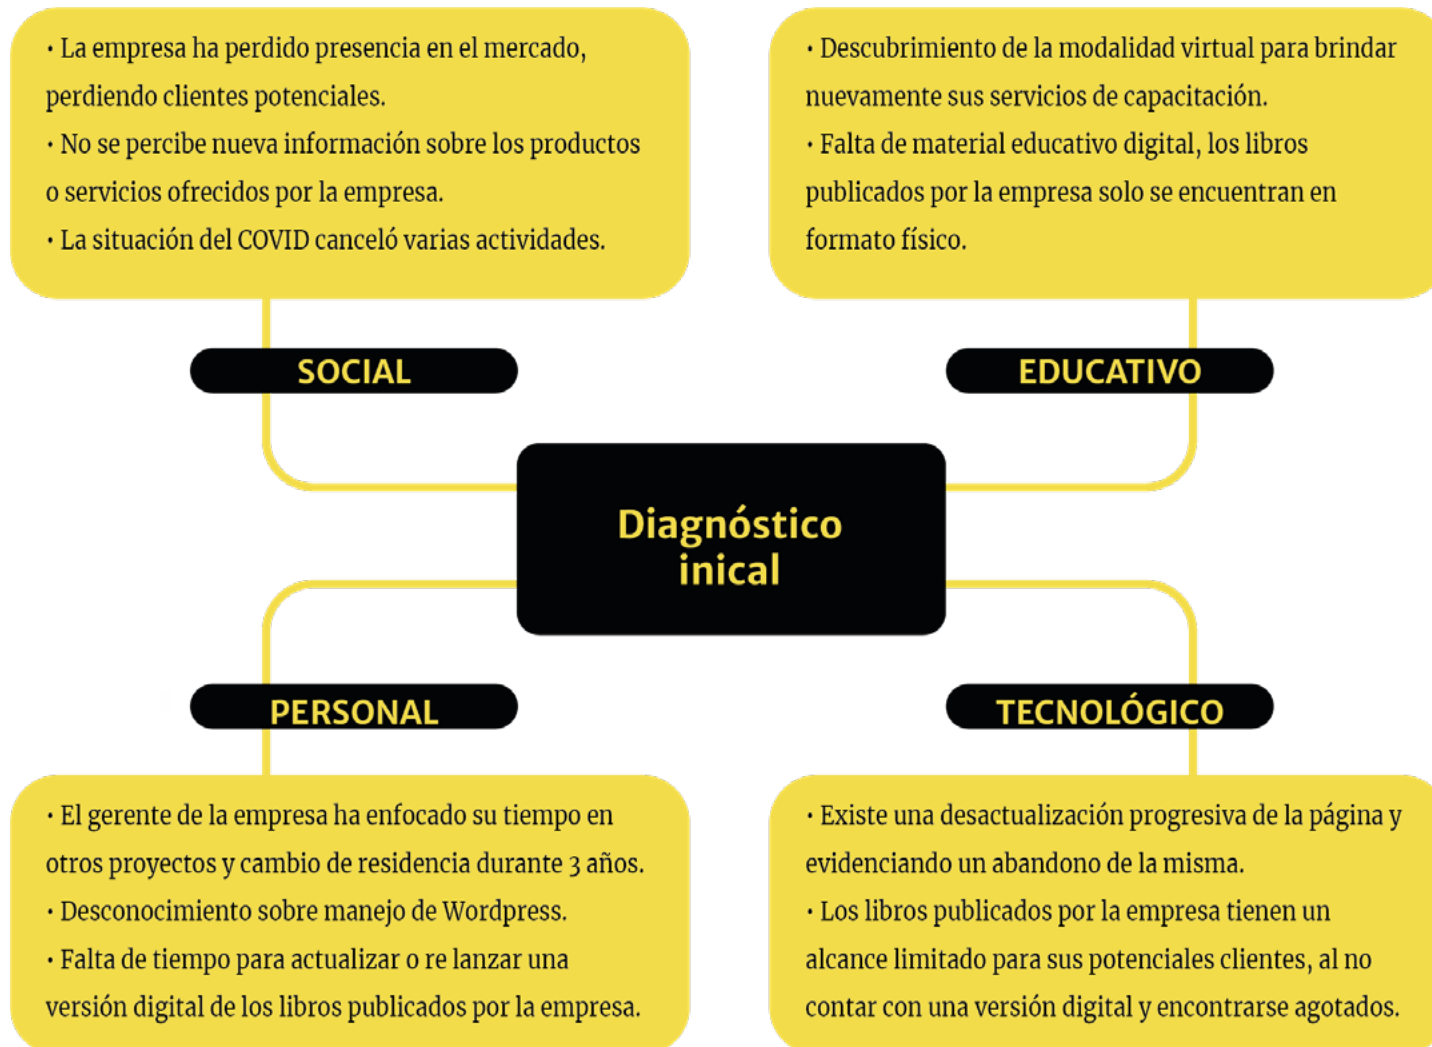 • La empresa ha perdido presencia en el mercado,
perdiendo clientes potenciales.
• No se percibe nueva información sobre los productos
o servicios ofrecidos por la empresa.
• La situación del COVID canceló varias actividades.
• Descubrimiento de la modalidad virtual para brindar
nuevamente sus servicios de capacitación.
• Falta de material educativo digital, los libros
publicados por la empresa solo se encuentran en
formato físico.
SOCIAL
EDUCATIVO
Diagnóstico
inical
PERSONAL
TECNOLÓGICO
• El gerente de la empresa ha enfocado su tiempo en
otros proyectos y cambio de residencia durante 3 años.
• Desconocimiento sobre manejo de Wordpress.
• Falta de tiempo para actualizar o re lanzar una
versión digital de los libros publicados por la empresa.
• Existe una desactualización progresiva de la página y
evidenciando un abandono de la misma.
• Los libros publicados por la empresa tienen un
alcance limitado para sus potenciales clientes, al no
contar con una versión digital y encontrarse agotados.